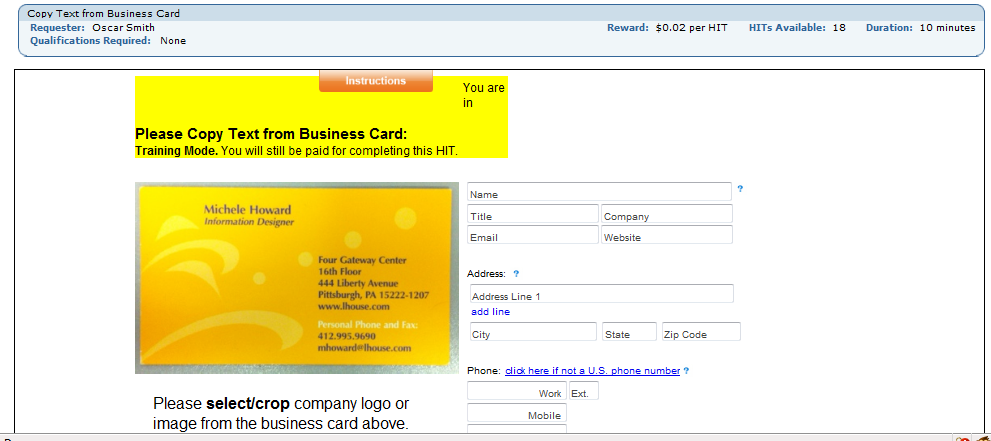 Copy Text from Business Card
Requester: Oscar Smith
Reward: $0.02 per HIT HITs Available: 18 Duration: 10 minutes
Qualifications Required: None
Instructions
You are
in
Please Copy Text from Business Card:
Training Mode. You will still be paid for completing this HIT.
Michele Howard
Information Designer
Four Gateway Center
16th Floor
444 Liberty Avenue
Pittsburgh, PA 15222-1207
www.lhouse.com
Personal Phone and Fax:
412.995.9690
mhoward@lhouse.com
Please select/crop company logo or
image from the business card above.
Name ?
Title Company
Email Website
Address: ?
Address Line 1
add line
City State Zip Code
Phone: click here if not a U.S. phone number ?
Work Ext.
Mobile